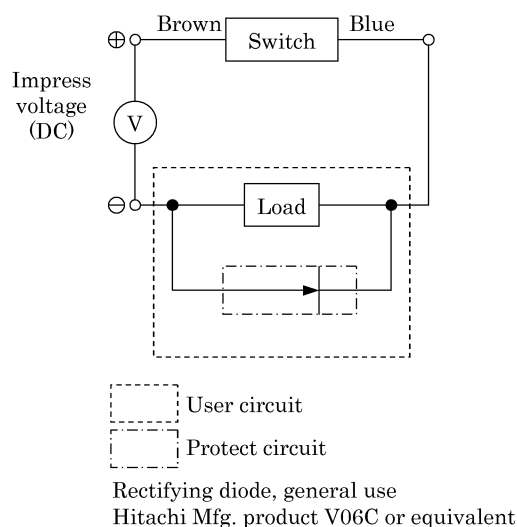 Brown
Switch
Blue
⊕
Impress
voltage
(DC)
V
⊖
Load
User circuit
Protect circuit
Rectifying diode, general use
Hitachi Mfg. product V06C or equivalent